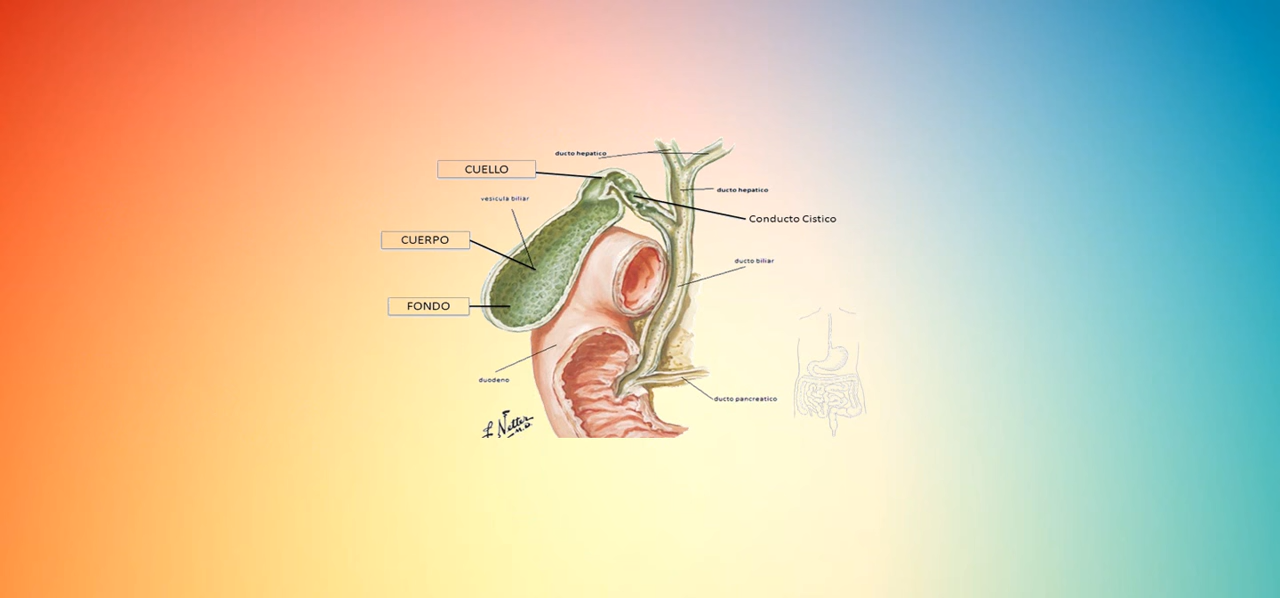 ducto hepatico
CUELLO
ducto hepatico
vesicula biliar
Conducto Cistico
CUERPO
ducto biliar
FONDO
duodeno
ducto pancreatico
F. Netter
M.D.